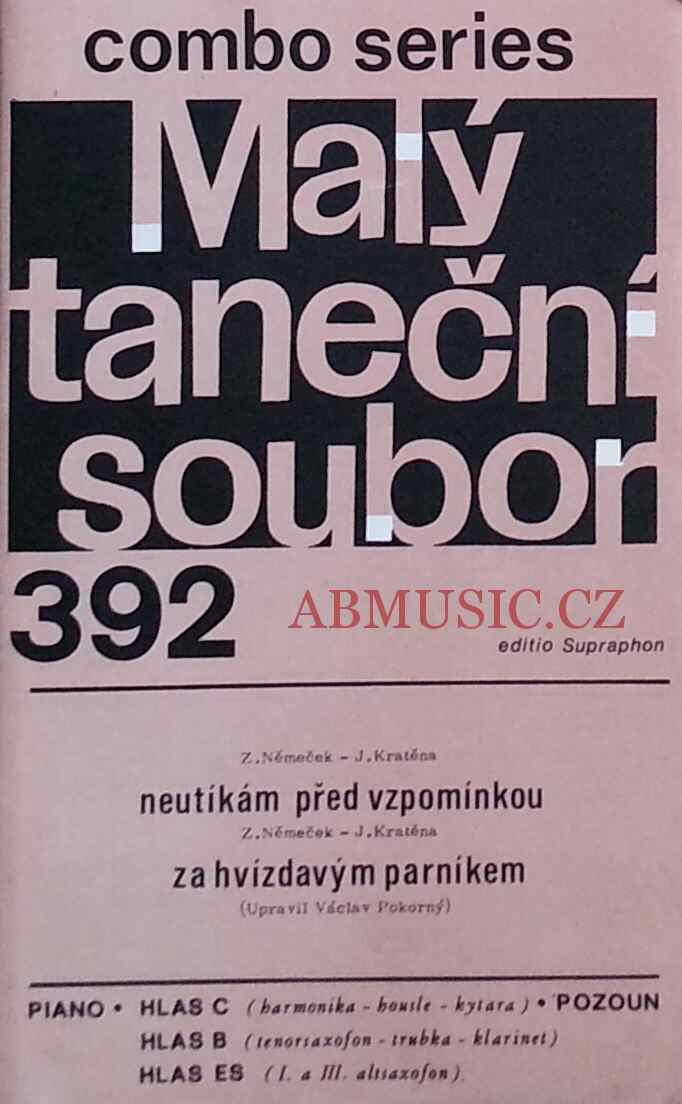 combo series
Malý
taneční
soubor
392
ABMUSIC.CZ
editio Supraphon
Z.Němeček - J.Kratěna
neutíkám před vzpomínkou
Z.Němeček - J.Kratěna
za hvízdavým parníkem
(Upravil Václav Pokorný)
PIANO • HLAS C (harmonika - housle - kytara) • POZOUN
HLAS B (tenorsaxofon - trubka - klarinet)
HLAS ES (I. a III. altsaxofon).